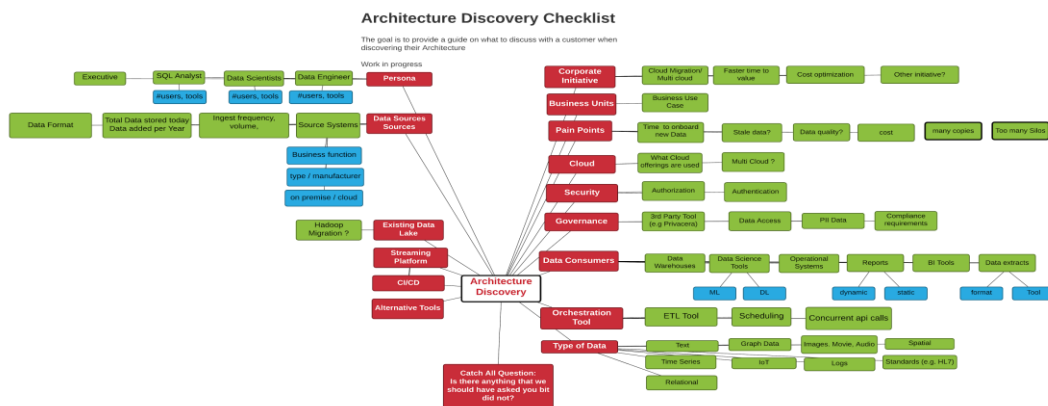 Architecture Discovery Checklist
The goal is to provide a guide on what to discuss with a customer when
discovering their Architecture
Work in progress
Executive
SQL Analyst
Data Scientists
Data Engineer
Persona
#users, tools
#users, tools
#users, tools
Data Format
Total Data stored today
Data added per Year
Ingest frequency,
volume,
Source Systems
Data Sources
Sources
Business function
type / manufacturer
on premise / cloud
Hadoop
Migration ?
Existing Data
Lake
Streaming
Platform
CI/CD
Alternative Tools
Architecture
Discovery
Catch All Question:
Is there anything that we
should have asked you bit
did not?
Corporate
Initiative
Cloud Migration/
Multi cloud
Faster time to
value
Cost optimization
Other initiative?
Business Units
Business Use
Case
Pain Points
Time to onboard
new Data
Stale data?
Data quality?
cost
many copies
Too many Silos
Cloud
What Cloud
offerings are used
Multi Cloud ?
Security
Authorization
Authentication
Governance
3rd Party Tool
(e.g Privacera)
Data Access
PII Data
Compliance
requirements
Data Consumers
Data
Warehouses
Data Science
Tools
Operational
Systems
Reports
BI Tools
Data extracts
ML
DL
dynamic
static
format
Tool
Orchestration
Tool
ETL Tool
Scheduling
Concurrent api calls
Type of Data
Text
Graph Data
Images. Movie, Audio
Spatial
Time Series
IoT
Logs
Standards (e.g. HL?)
Relational